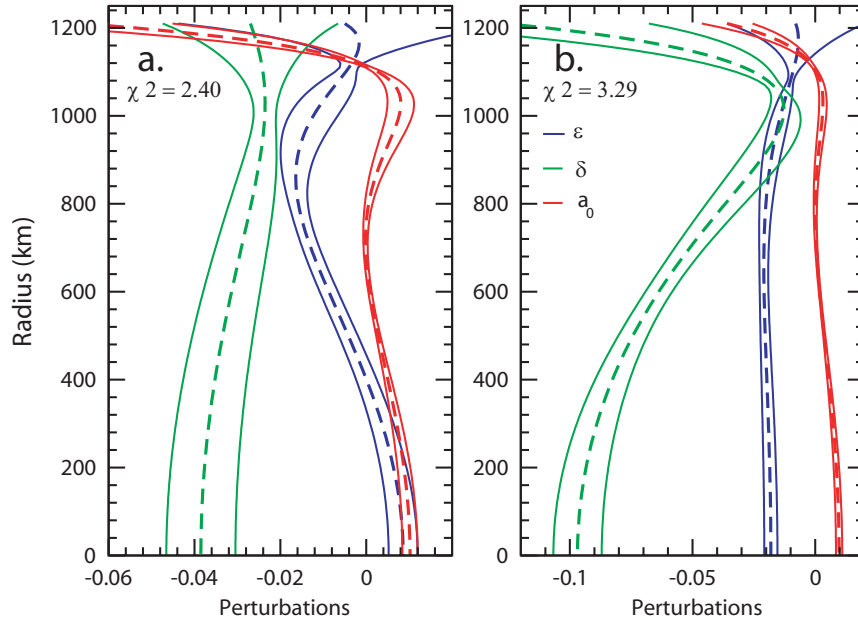 a.
χ 2 = 2.40
1200
1000
800
600
400
200
0
-0.06
-0.04
-0.02
0
Perturbations
Radius (km)
b.
χ 2 = 3.29
ε
δ
a0
1200
1000
800
600
400
200
0
-0.1
-0.05
0
Perturbations